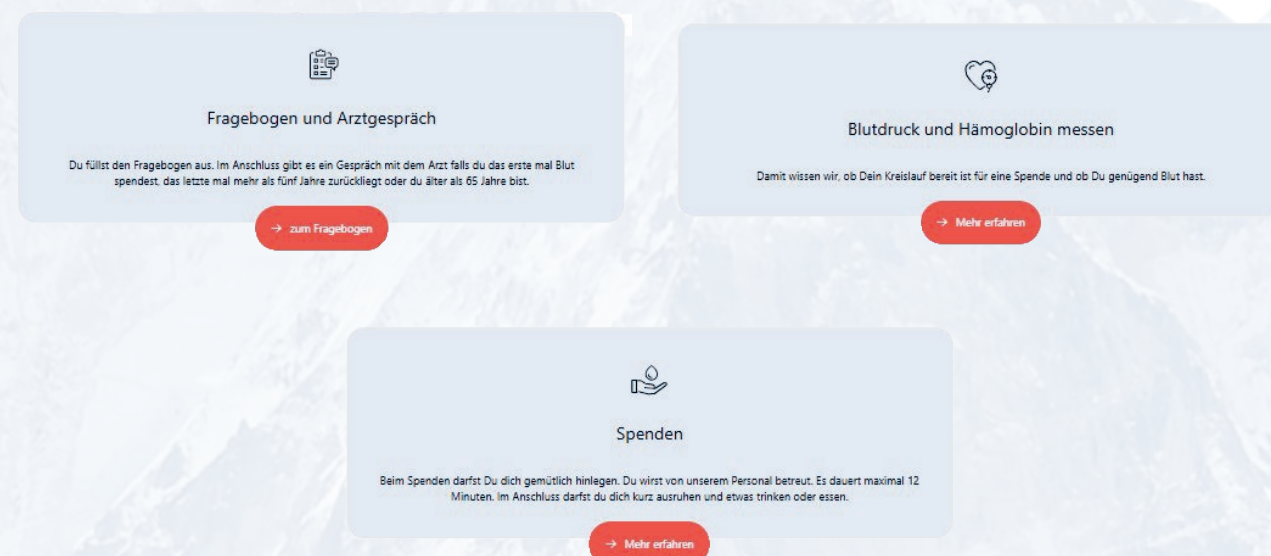 Fragebogen und Arztgespräch
Du füllst den Fragebogen aus. Im Anschluss gibt es ein Gespräch mit dem Arzt falls du das erste mal Blut
spendest, das letzte mal mehr als fünf Jahre zurückliegt oder du älter als 65 Jahre bist.
→ zum Fragebogen
Blutdruck und Hämoglobin messen
Damit wissen wir, ob Dein Kreislauf bereit ist für eine Spende und ob Du genügend Blut hast.
→ Mehr erfahren
Spenden
Beim Spenden darfst Du dich gemütlich hinlegen. Du wirst von unserem Personal betreut. Es dauert maximal 12
Minuten. Im Anschluss darfst du dich kurz ausruhen und etwas trinken oder essen.
→ Mehr erfahren